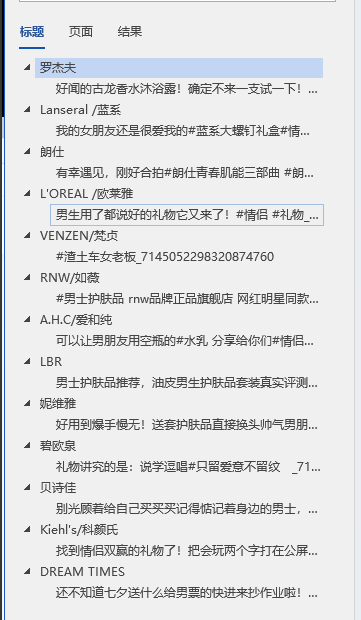 标题 页面 结果
罗杰夫
好闻的古龙香水沐浴露！确定不来一支试一下！...
Lanseral /蓝系
我的女朋友还是很爱我的#蓝系大螺钉礼盒#情...
朗仕
有幸遇见，刚好合拍#朗仕青春肌能三部曲 #朗...
L'OREAL /欧莱雅
男生用了都说好的礼物它又来了！#情侣 #礼物_...
VENZEN/梵贞
#渣土车女老板_7145052298320874760
RNW/如薇
#男士护肤品 rnw品牌正品旗舰店 网红明星同款...
A.H.C/爱和纯
可以让男朋友用空瓶的#水乳 分享给你们#情侣...
LBR
男士护肤品推荐，油皮男生护肤品套装真实评测...
妮维雅
好用到爆手慢无！送套护肤品直接换头帅气男朋...
碧欧泉
礼物讲究的是：说学逗唱#只留爱意不留纹 _71...
贝诗佳
别光顾着给自己买买买记得惦记着身边的男士，...
Kiehl's/科颜氏
找到情侣双赢的礼物了！把会玩两个字打在公屏...
DREAM TIMES
还不知道七夕送什么给男票的快进来抄作业啦！...